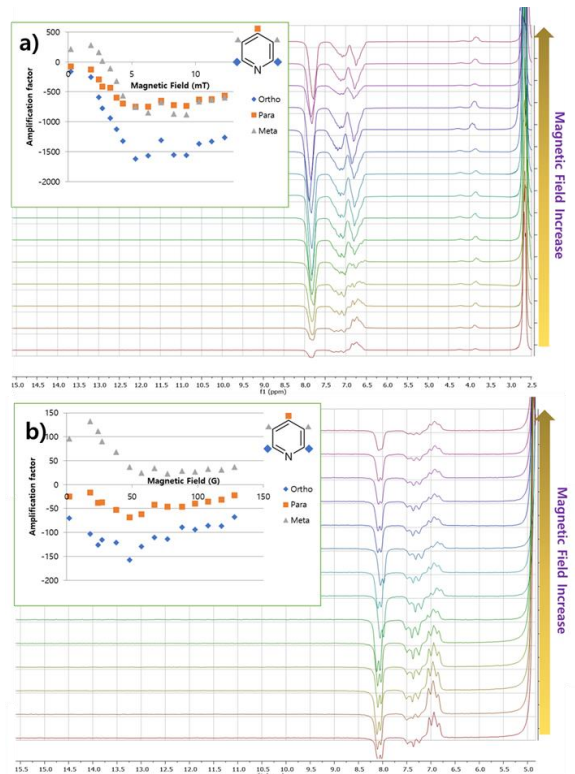 a)
500
0
-500
-1000
-1500
-2000
0
5
10
Magnetic Field (mT)
Amplification factor
N
Ortho
Para
Meta
Magnetic Field Increase
15.0 14.5 14.0 13.5 13.0 12.5 12.0 11.5 11.0 10.5 10.0 9.5 9.0 8.5 8.0 7.5 7.0 6.5 6.0 5.5 5.0 4.5 4.0 3.5 3.0 2.5
f1 (ppm)
b)
150
100
50
0
-50
-100
-150
-200
0
50
100
150
Magnetic Field (G)
Amplification factor
N
Ortho
Para
Meta
Magnetic Field Increase
15.5 15.0 14.5 14.0 13.5 13.0 12.5 12.0 11.5 11.0 10.5 10.0 9.5 9.0 8.5 8.0 7.5 7.0 6.5 6.0 5.5 5.0